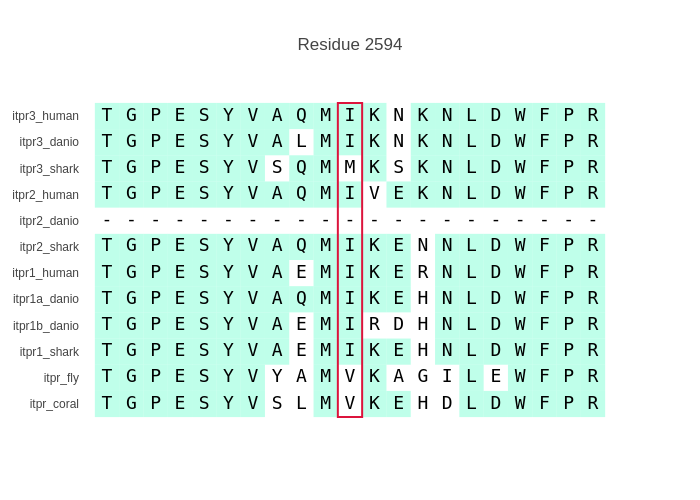 Residue 2594
itpr3_human T G P E S Y V A Q M I K N K N L D W F P R
itpr3_danio T G P E S Y V A L M I K N K N L D W F P R
itpr3_shark T G P E S Y V S Q M M K S K N L D W F P R
itpr2_human T G P E S Y V A Q M I V E K N L D W F P R
itpr2_danio - - - - - - - - - - - - - - - - - - - - -
itpr2_shark T G P E S Y V A Q M I K E N N L D W F P R
itpr1_human T G P E S Y V A E M I K E R N L D W F P R
itpr1a_danio T G P E S Y V A Q M I K E H N L D W F P R
itpr1b_danio T G P E S Y V A E M I R D H N L D W F P R
itpr1_shark T G P E S Y V A E M I K E H N L D W F P R
itpr_fly T G P E S Y V Y A M V K A G I L E W F P R
itpr_coral T G P E S Y V S L M V K E H D L D W F P R